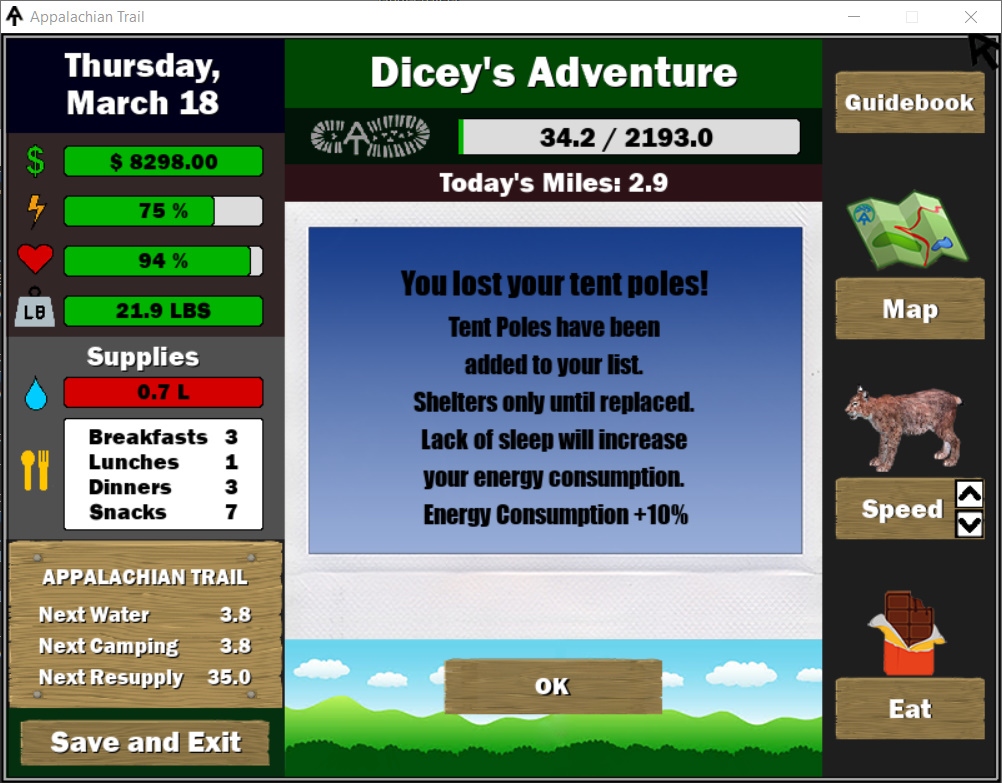 Appalachian Trail
Thursday,
March 18
$ 8298.00
75 %
94 %
LB
21.9 LBS
Supplies
0.7 L
Breakfasts 3
Lunches 1
Dinners 3
Snacks 7
APPALACHIAN TRAIL
Next Water 3.8
Next Camping 3.8
Next Resupply 35.0
Save and Exit
Dicey's Adventure
34.2 / 2193.0
Today's Miles: 2.9
You lost your tent poles!
Tent Poles have been
added to your list.
Shelters only until replaced.
Lack of sleep will increase
your energy consumption.
Energy Consumption +10%
OK
Guidebook
Map
Speed
Eat